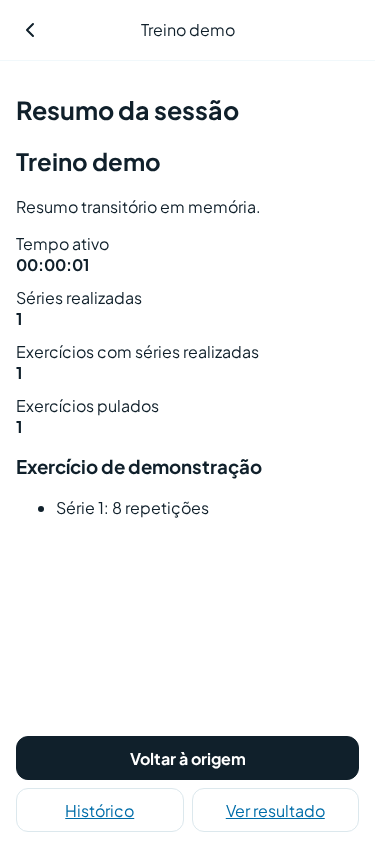 Treino demo
Resumo da sessão
Treino demo
Resumo transitório em memória.
Tempo ativo
00:00:01
Séries realizadas
1
Exercícios com séries realizadas
1
Exercícios pulados
1
Exercício de demonstração
Série 1: 8 repetições
Voltar à origem
Histórico
Ver resultado